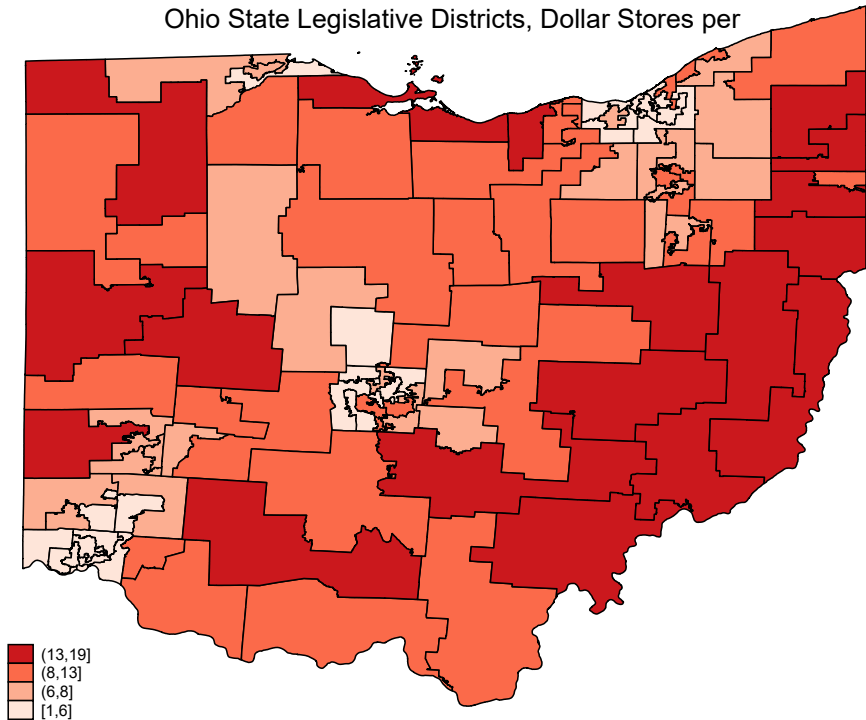 Ohio State Legislative Districts, Dollar Stores per
(13,19]
(8,13]
(6,8]
[1,6]